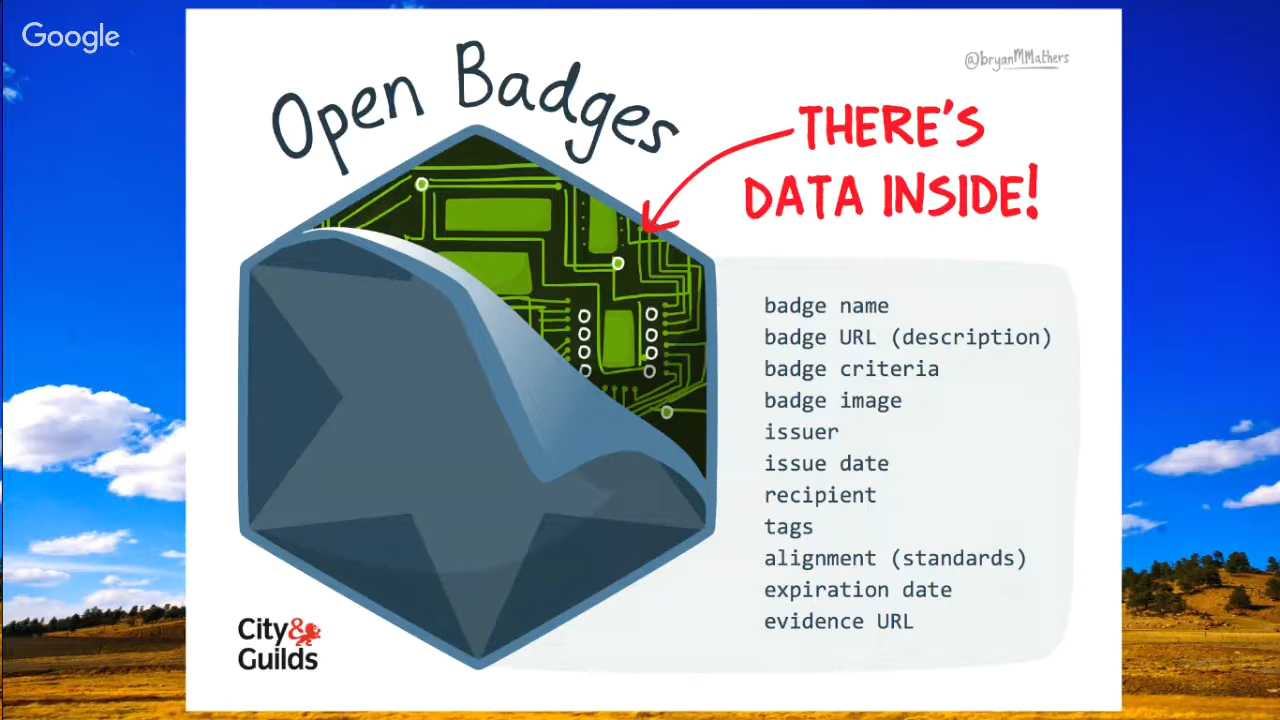 Google
@bryanMMathers
Open Badges
THERE'S
DATA INSIDE!
badge name
badge URL (description)
badge criteria
badge image
issuer
issue date
recipient
tags
alignment (standards)
expiration date
evidence URL
City&
Guilds